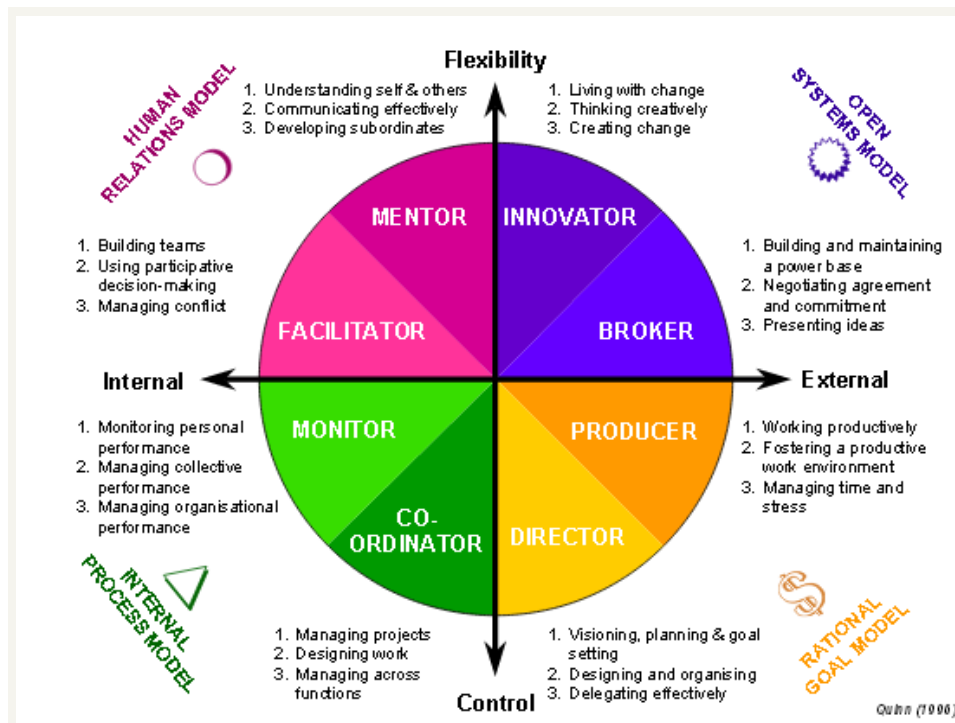 Flexibility
HUMAN
RELATIONS MODEL
1. Understanding self & others
2. Communicating effectively
3. Developing subordinates
1. Living with change
2. Thinking creatively
3. Creating change
OPEN
SYSTEMS MODEL
MENTOR
INNOVATOR
1. Building teams
2. Using participative
decision-making
3. Managing conflict
1. Building and maintaining
a power base
2. Negotiating agreement
and commitment
3. Presenting ideas
FACILITATOR
BROKER
Internal
External
1. Monitoring personal
performance
2. Managing collective
performance
3. Managing organisational
performance
MONITOR
PRODUCER
1. Working productively
2. Fostering a productive
work environment
3. Managing time and
stress
CO-
ORDINATOR
DIRECTOR
INTERNAL
PROCESS MODEL
1. Managing projects
2. Designing work
3. Managing across
functions
1. Visioning, planning & goal
setting
2. Designing and organising
3. Delegating effectively
$
RATIONAL
GOAL MODEL
Control
Quinn (1996)